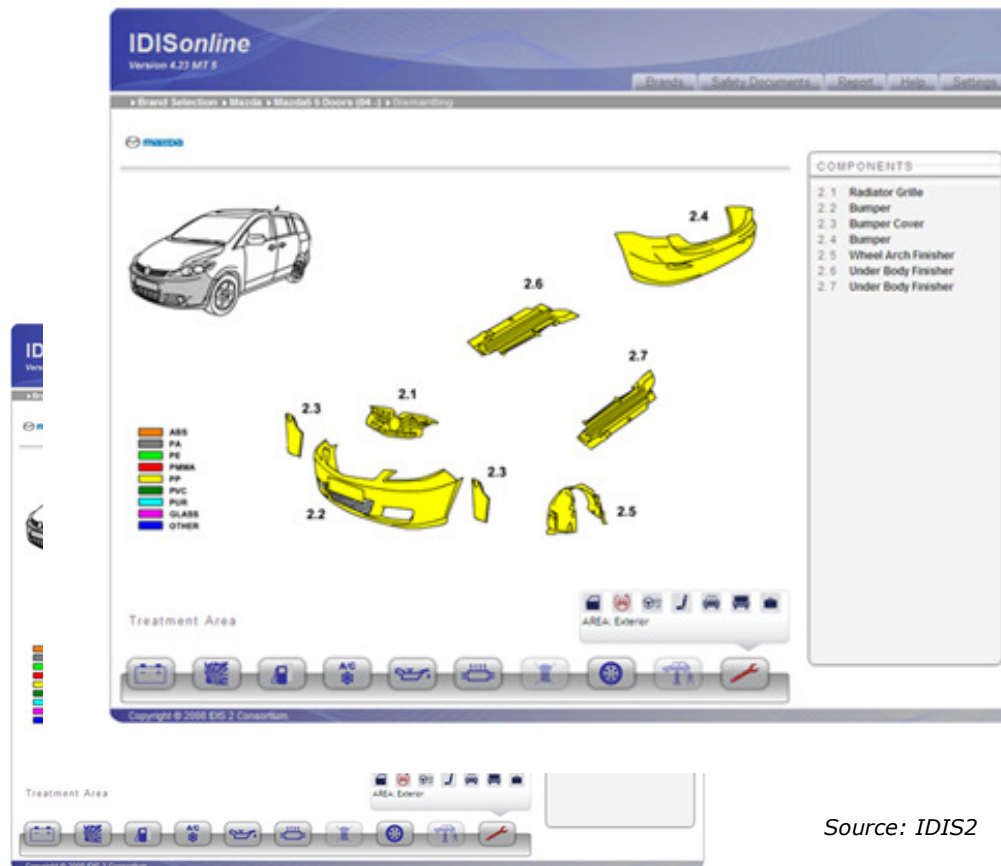 IDISonline
Version 4.23 MT 5
Brands Safety Documents Report Help Settings
Brand Selection Mazda Mazda5 5 Doors (04 -) Dismantling
mazda
COMPONENTS
2.1 Radiator Grille
2.2 Bumper
2.3 Bumper Cover
2.4 Bumper
2.5 Wheel Arch Finisher
2.6 Under Body Finisher
2.7 Under Body Finisher
2.4
2.6
2.7
2.1
2.3
2.3
2.2
2.5
ABS
PA
PE
PMMA
PP
PVC
PUR
GLASS
OTHER
AREA: Exterior
Treatment Area
A/C
Copyright © 2008 IDIS 2 Consortium.
ID
AREA: Exterior
Treatment Area
A/C
Source: IDIS2